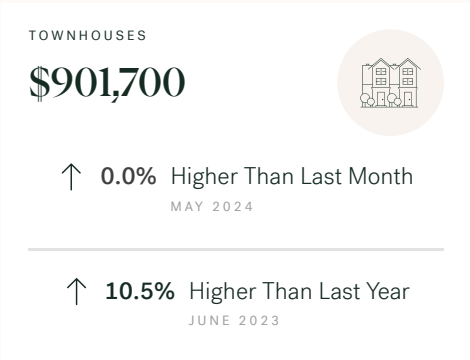 TOWNHOUSES
$901,700
0.0% Higher Than Last Month
MAY 2024
10.5% Higher Than Last Year
JUNE 2023